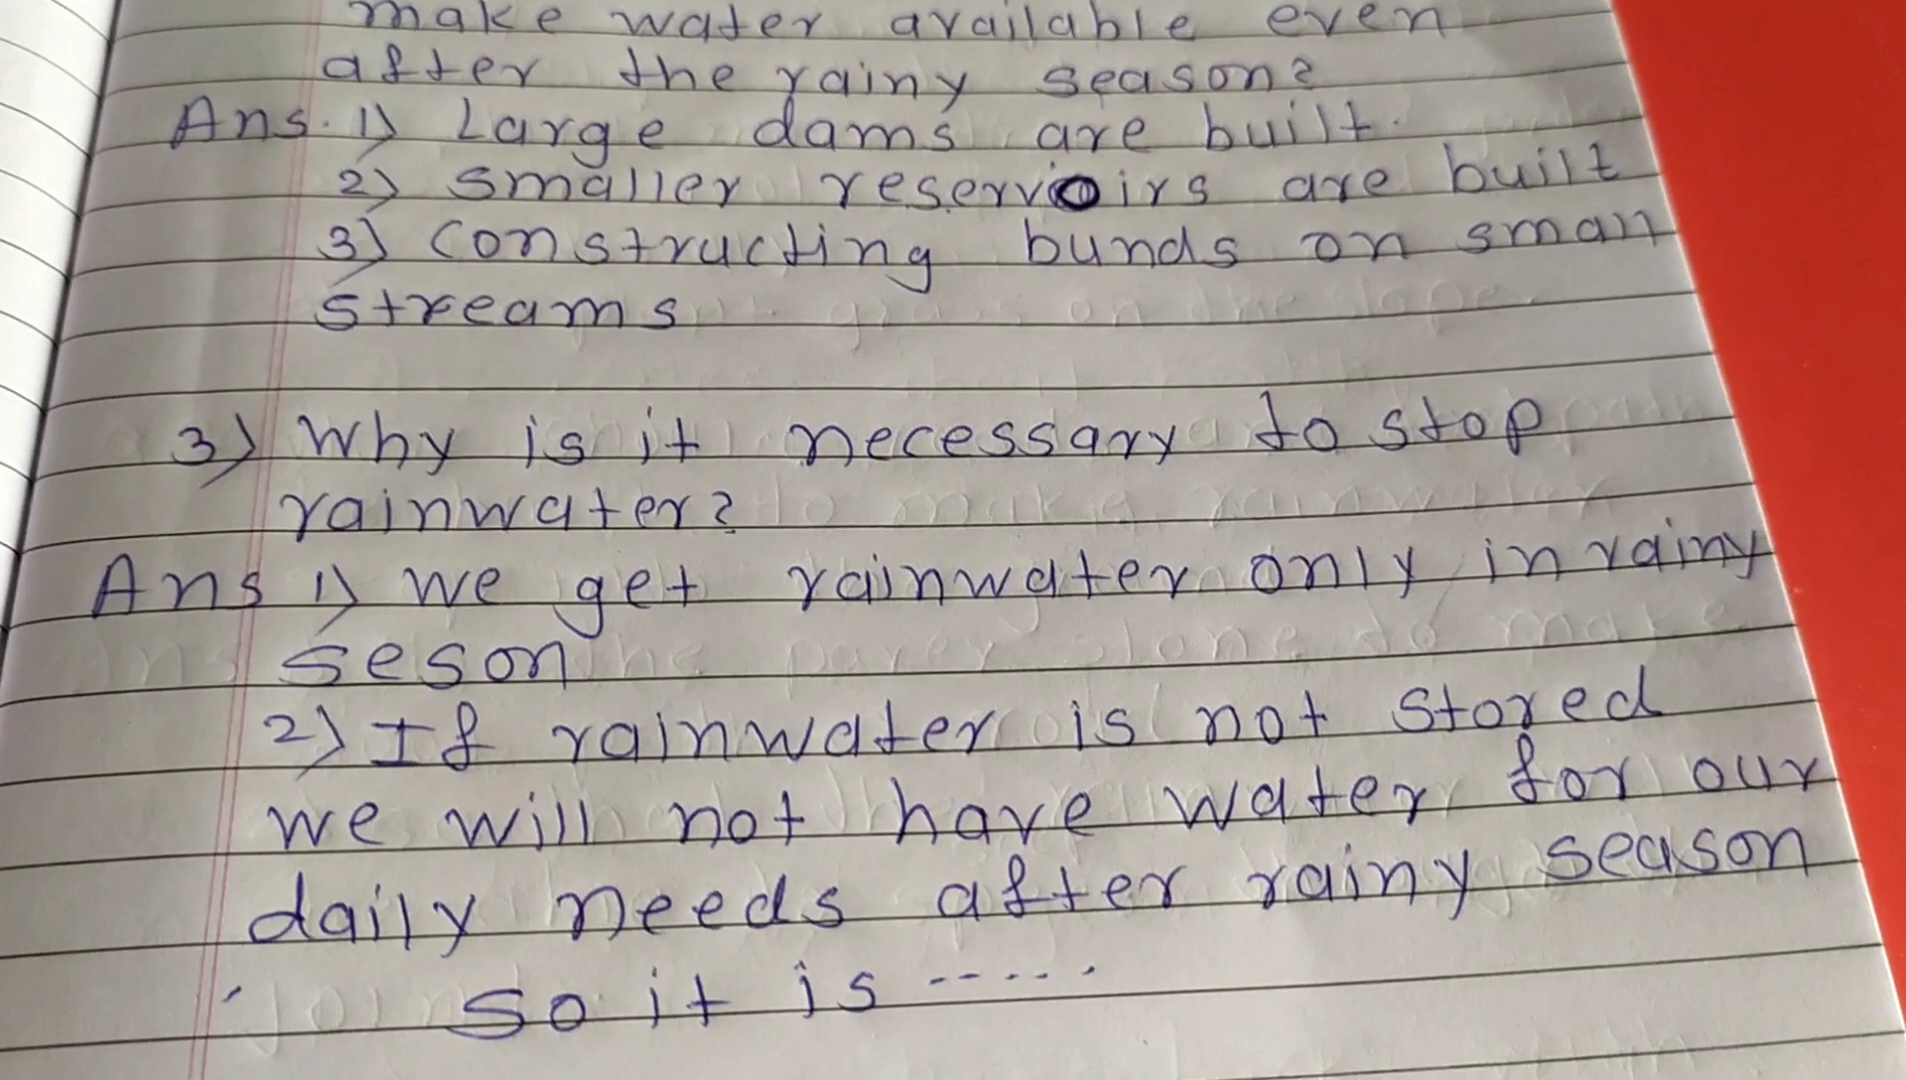 make water available even
after the rainy season?
Ans. 1) Large dams are built.
2) smaller reservoirs are built
3) constructing bunds on small
streams
3) Why is it necessary to stop
rainwater?
Ans 1) we get rainwater only in rainy
seson
2) If rainwater is not stored
we will not have water for our
daily needs after rainy season
so it is .....